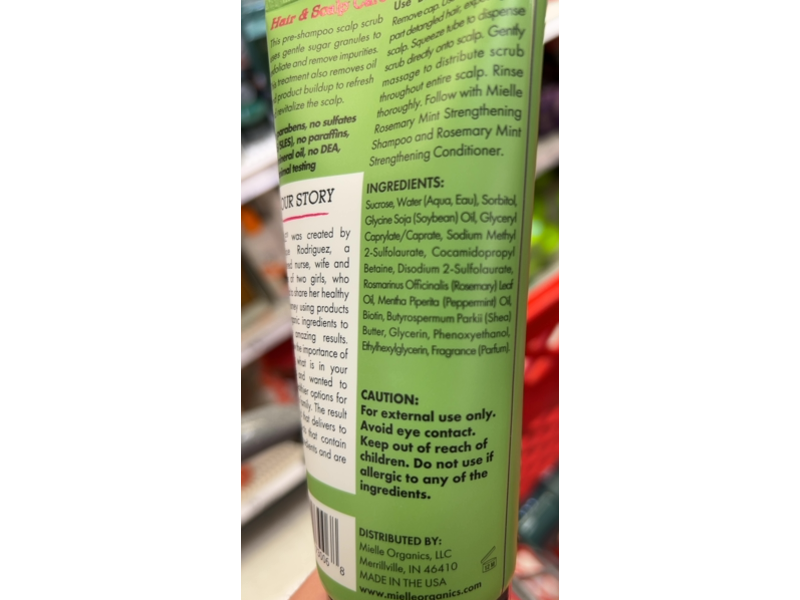 Hair & Scalp Care
This pre-shampoo scalp scrub
uses gentle sugar granules to
exfoliate and remove impurities.
This treatment also removes oil
product buildup to refresh
revitalize the scalp.
parabens, no sulfates
(SLES), no paraffins,
mineral oil, no DEA,
animal testing
OUR STORY
was created by
Rodriguez, a
nurse, wife and
of two girls, who
share her healthy
using products
ingredients to
amazing results.
the importance of
what is in your
and wanted to
options for
family. The result
that delivers to
that contain
and are
Use
Remove cap.
part detangled hair,
scalp. Squeeze tube to dispense
scrub directly onto scalp. Gently
massage to distribute scrub
throughout entire scalp. Rinse
thoroughly. Follow with Mielle
Rosemary Mint Strengthening
Shampoo and Rosemary Mint
Strengthening Conditioner.
INGREDIENTS:
Sucrose, Water (Aqua, Eau), Sorbitol,
Glycine Soja (Soybean) Oil, Glyceryl
Caprylate/Caprate, Sodium Methyl
2-Sulfolaurate, Cocamidopropyl
Betaine, Disodium 2-Sulfolaurate,
Rosmarinus Officinalis (Rosemary) Leaf
Oil, Mentha Piperita (Peppermint) Oil,
Biotin, Butyrospermum Parkii (Shea)
Butter, Glycerin, Phenoxyethanol,
Ethylhexylglycerin, Fragrance (Parfum).
CAUTION:
For external use only.
Avoid eye contact.
Keep out of reach of
children. Do not use if
allergic to any of the
ingredients.
DISTRIBUTED BY:
Mielle Organics, LLC
Merrillville, IN 46410
MADE IN THE USA
www.mielleorganics.com
12 M
8